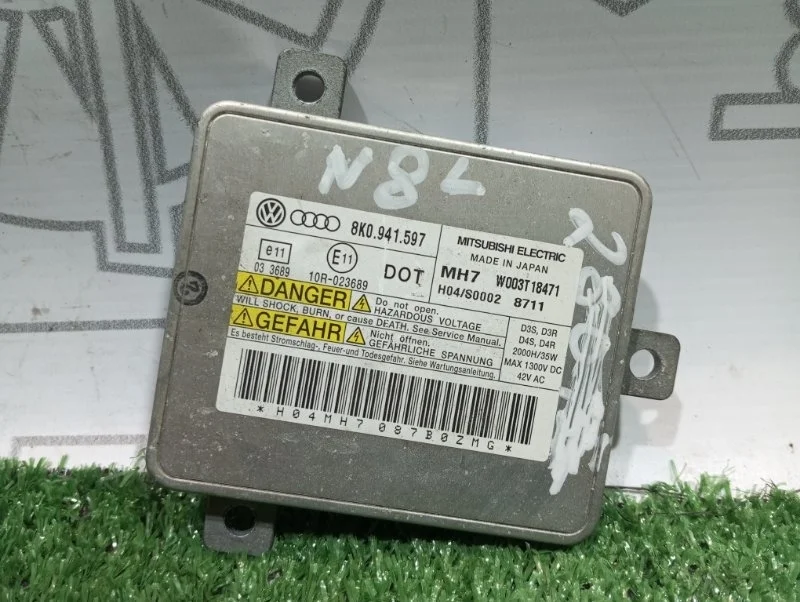 N8L
8K0.941.597
MITSUBISHI ELECTRIC
MADE IN JAPAN
e11
03 3689
E11
10R-023689
DOT
MH7 W003T18471
H04/S0002 8711
DANGER
Do not open.
HAZARDOUS VOLTAGE
WILL SHOCK, BURN, or cause DEATH. See Service Manual.
GEFAHR
Nicht öffnen.
GEFÄHRLICHE SPANNUNG
Es besteht Stromschlag-, Feuer-und Todesgefahr. Siehe Wartungsanleitung.
D3S, D3R
D4S, D4R
2000H/35W
MAX 1300V DC
42V AC
*H04MH7087B0ZMG*